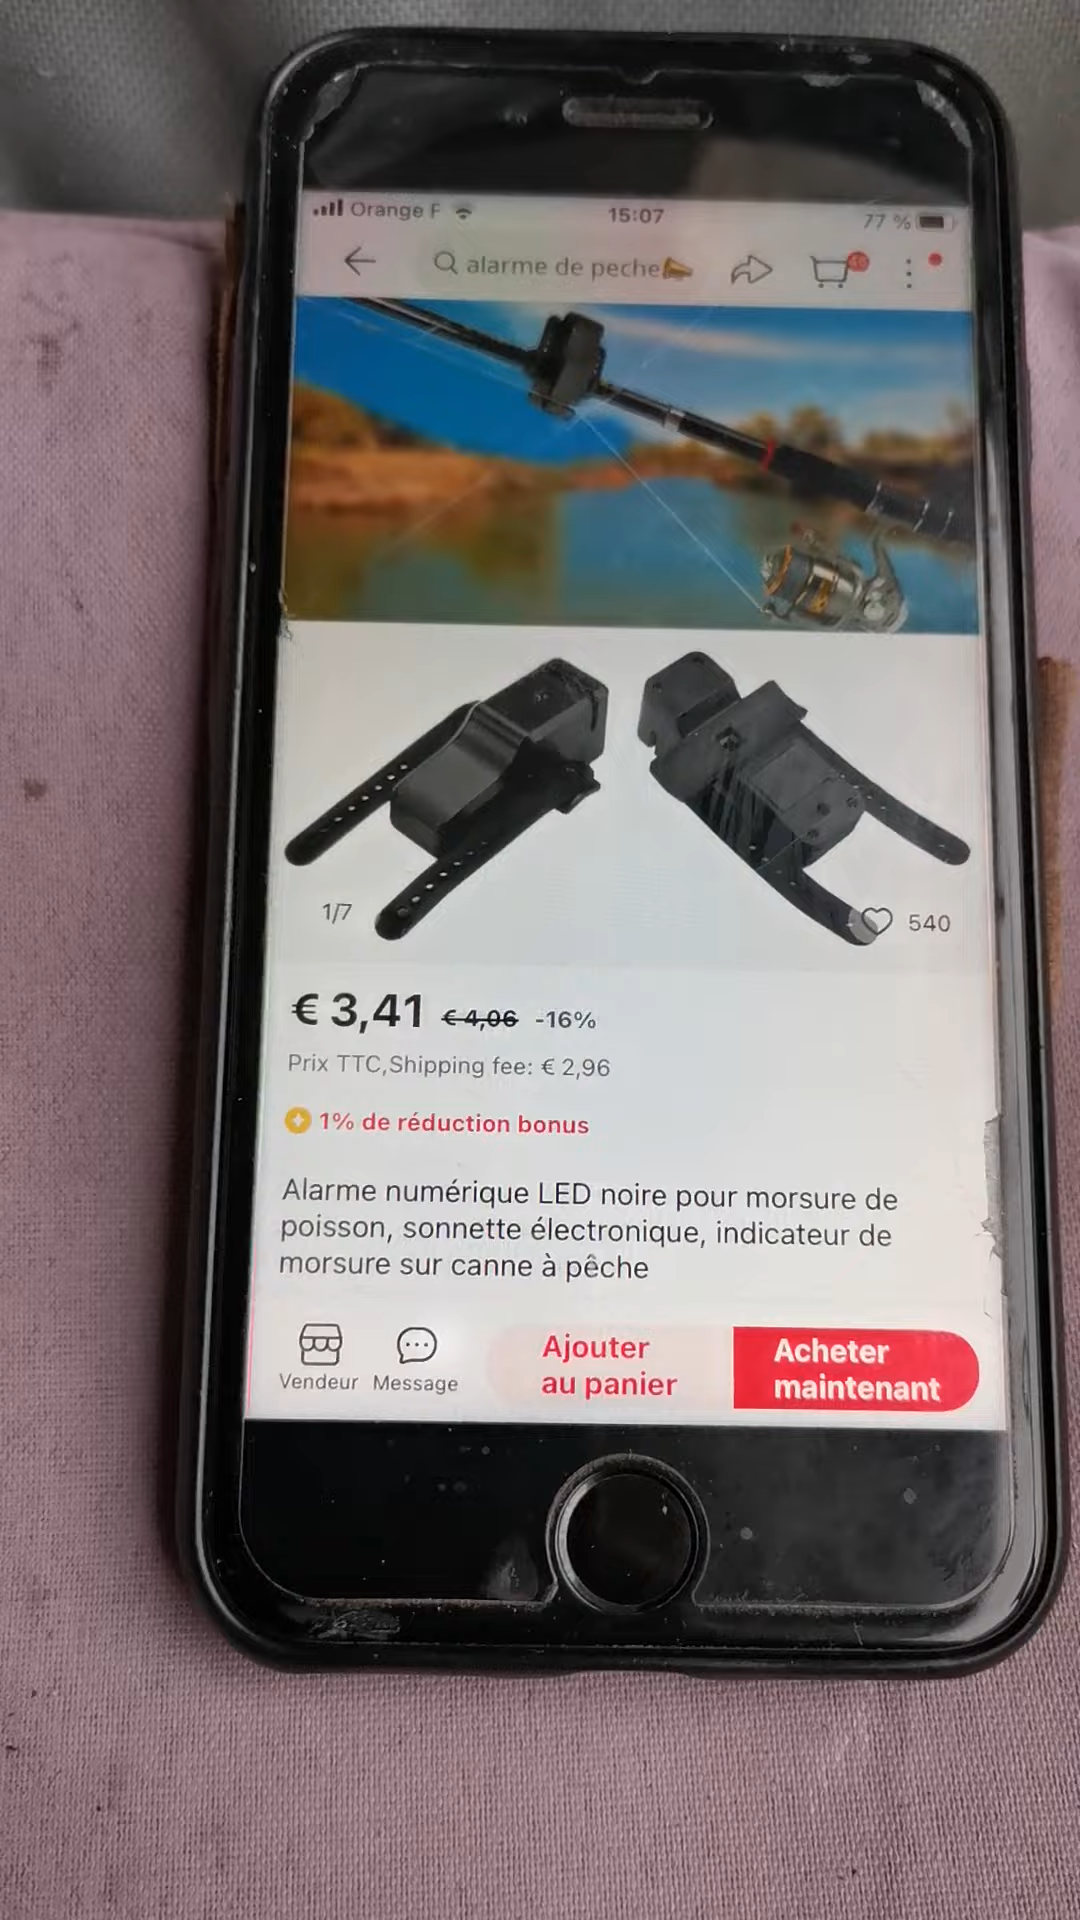 Orange F 15:07 77 %
alarme de peche
1/7 540
€ 3,41 € 4,06 -16%
Prix TTC,Shipping fee: € 2,96
1% de réduction bonus
Alarme numérique LED noire pour morsure de
poisson, sonnette électronique, indicateur de
morsure sur canne à pêche
Vendeur
Message
Ajouter
au panier
Acheter
maintenant